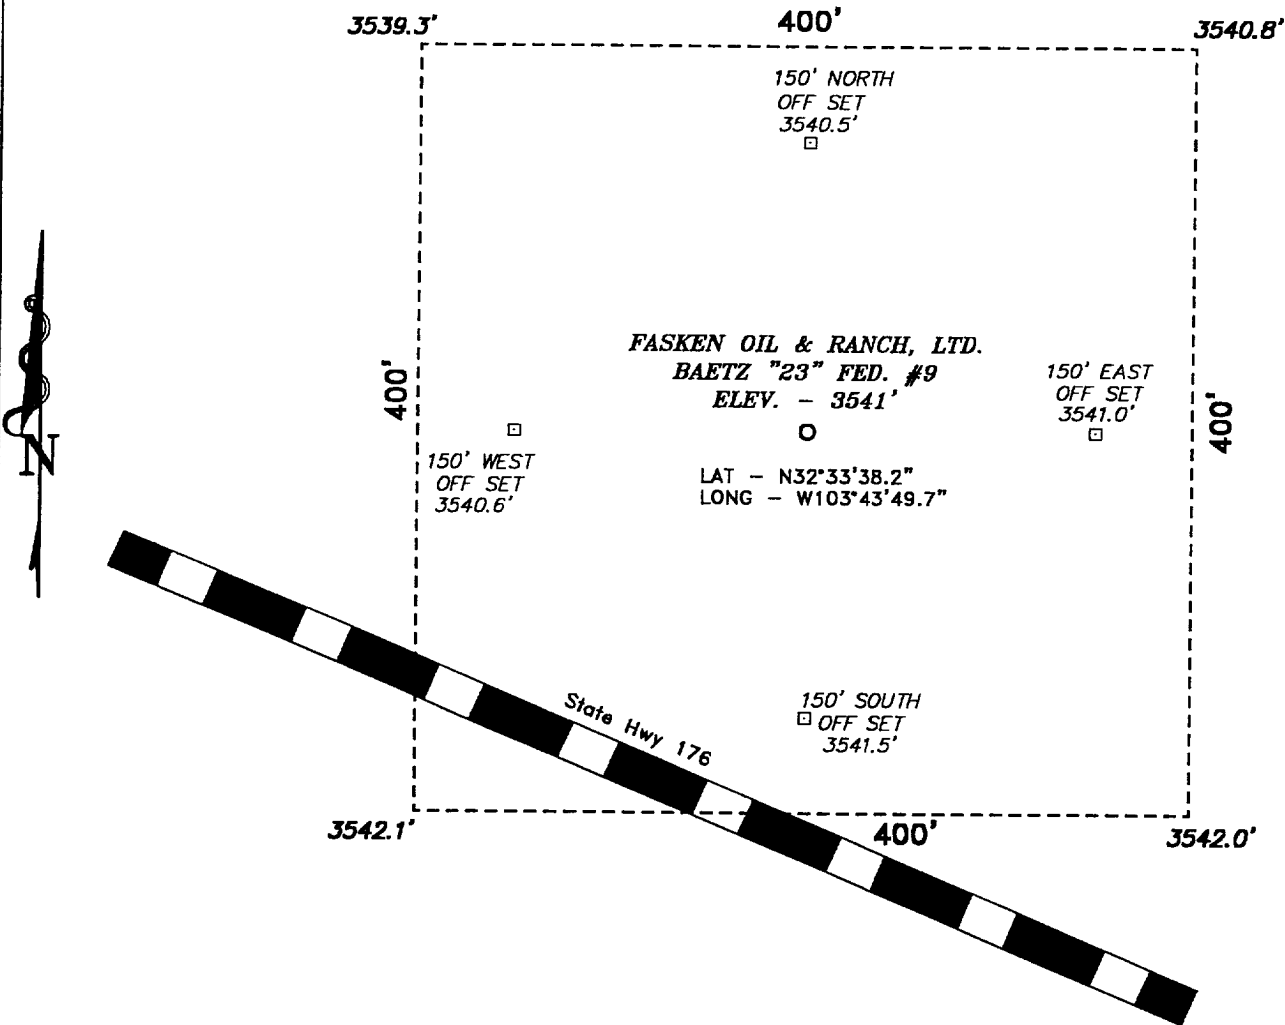 3539.3'
400'
3540.8'
150' NORTH
OFF SET
3540.5'
FASKEN OIL & RANCH, LTD.
BAETZ "23" FED. #9
ELEV. - 3541'
400'
150' EAST
OFF SET
3541.0'
400'
150' WEST
OFF SET
3540.6'
LAT - N32°33'38.2"
LONG - W103°43'49.7"
N
State Hwy 176
150' SOUTH
OFF SET
3541.5'
3542.1'
400'
3542.0'